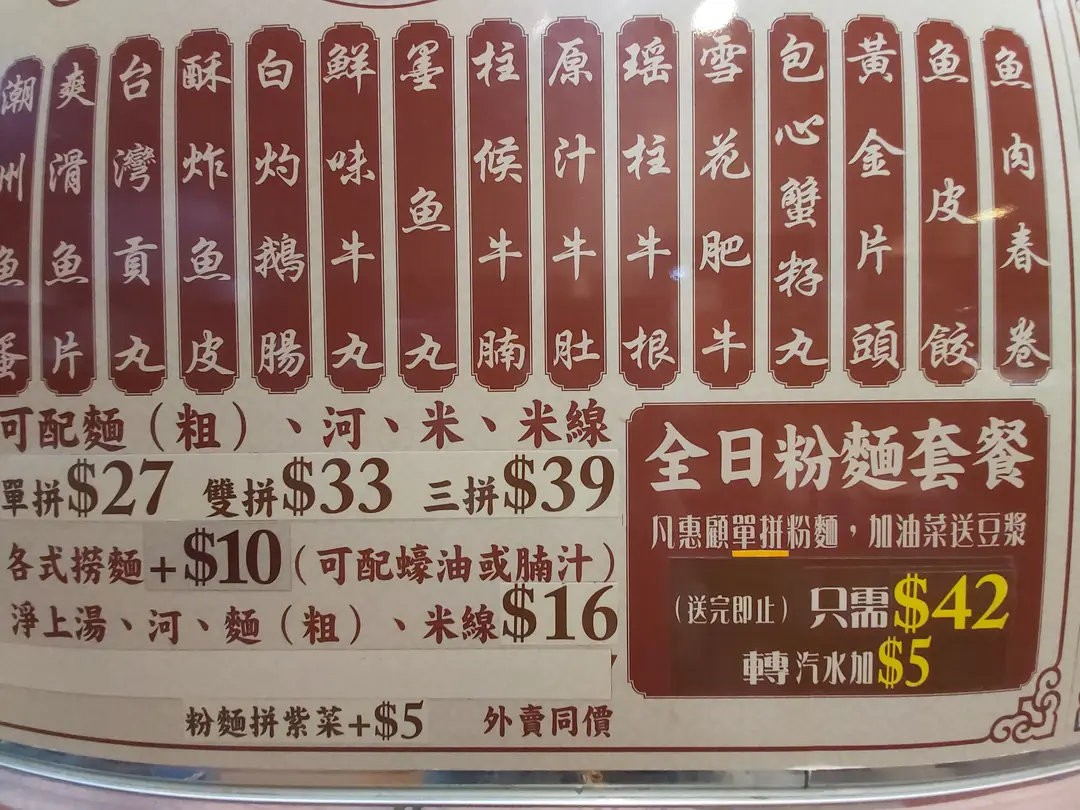 潮州魚蛋
爽滑魚片
台灣貢丸
酥炸魚皮
白灼鵝腸
鮮味牛丸
墨魚丸
柱候牛腩
原汁牛肚
瑤柱牛根
雪花肥牛
包心蟹籽丸
黃金片頭
魚皮餃
魚肉春卷
可配麵（粗）、河、米、米線
單拼$27 雙拼$33 三拼$39
各式撈麵+$10（可配蠔油或腩汁）
淨上湯、河、麵（粗）、米線$16
粉麵拼紫菜+$5 外賣同價
全日粉麵套餐
凡惠顧單拼粉麵，加油菜送豆漿
（送完即止）只需$42
轉汽水加$5